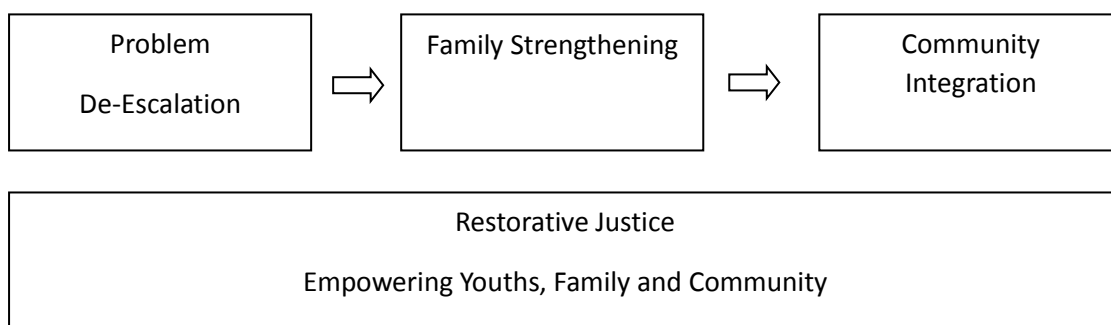 Problem
De-Escalation
Family Strengthening
Community
Integration
Restorative Justice
Empowering Youths, Family and Community